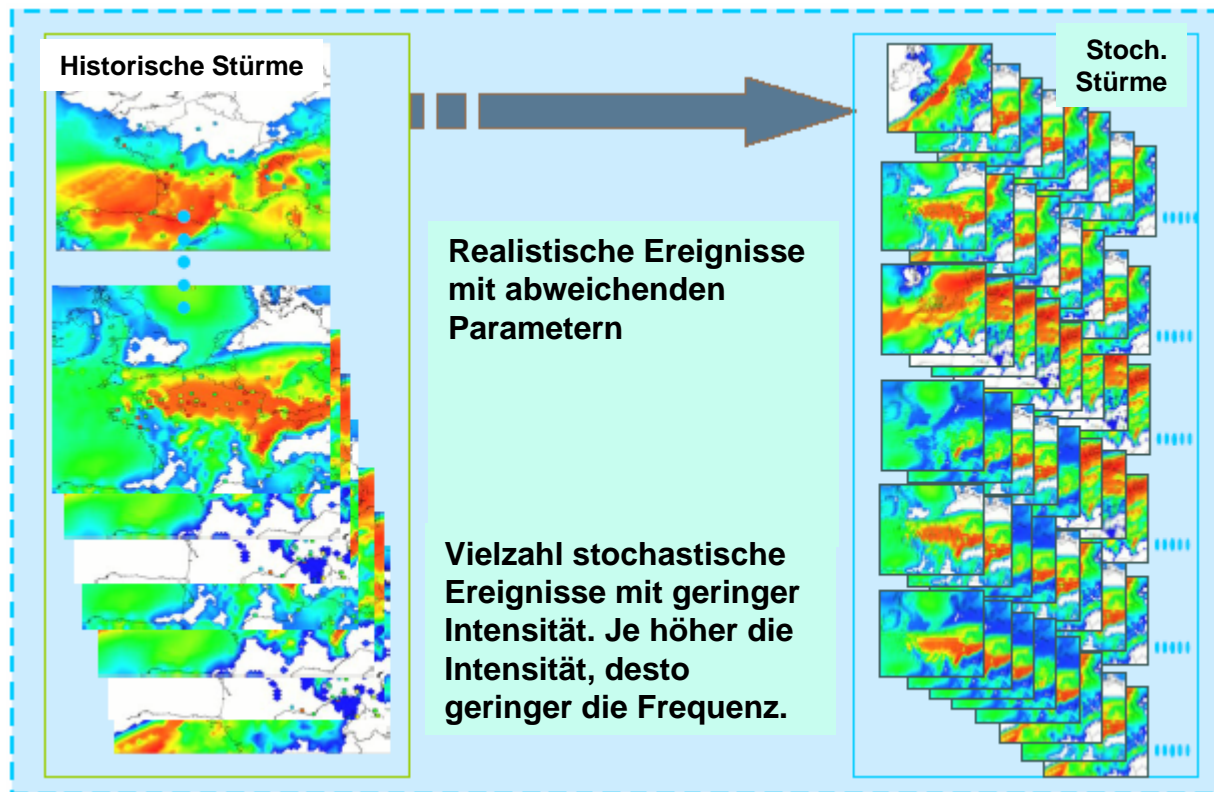 Historische Stürme
Stoch.
Stürme
Realistische Ereignisse
mit abweichenden
Parametern
Vielzahl stochastische
Ereignisse mit geringer
Intensität. Je höher die
Intensität, desto
geringer die Frequenz.